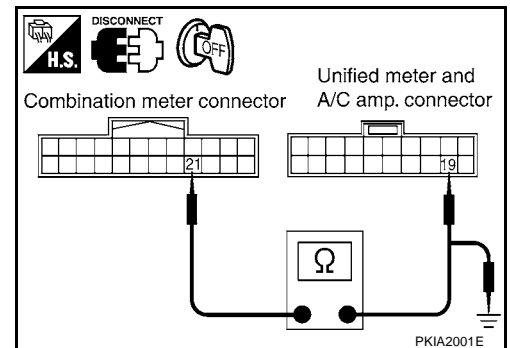 DISCONNECT
H.S.
OFF
Combination meter connector
Unified meter and
A/C amp. connector
21
19
Ω
PKIA2001E